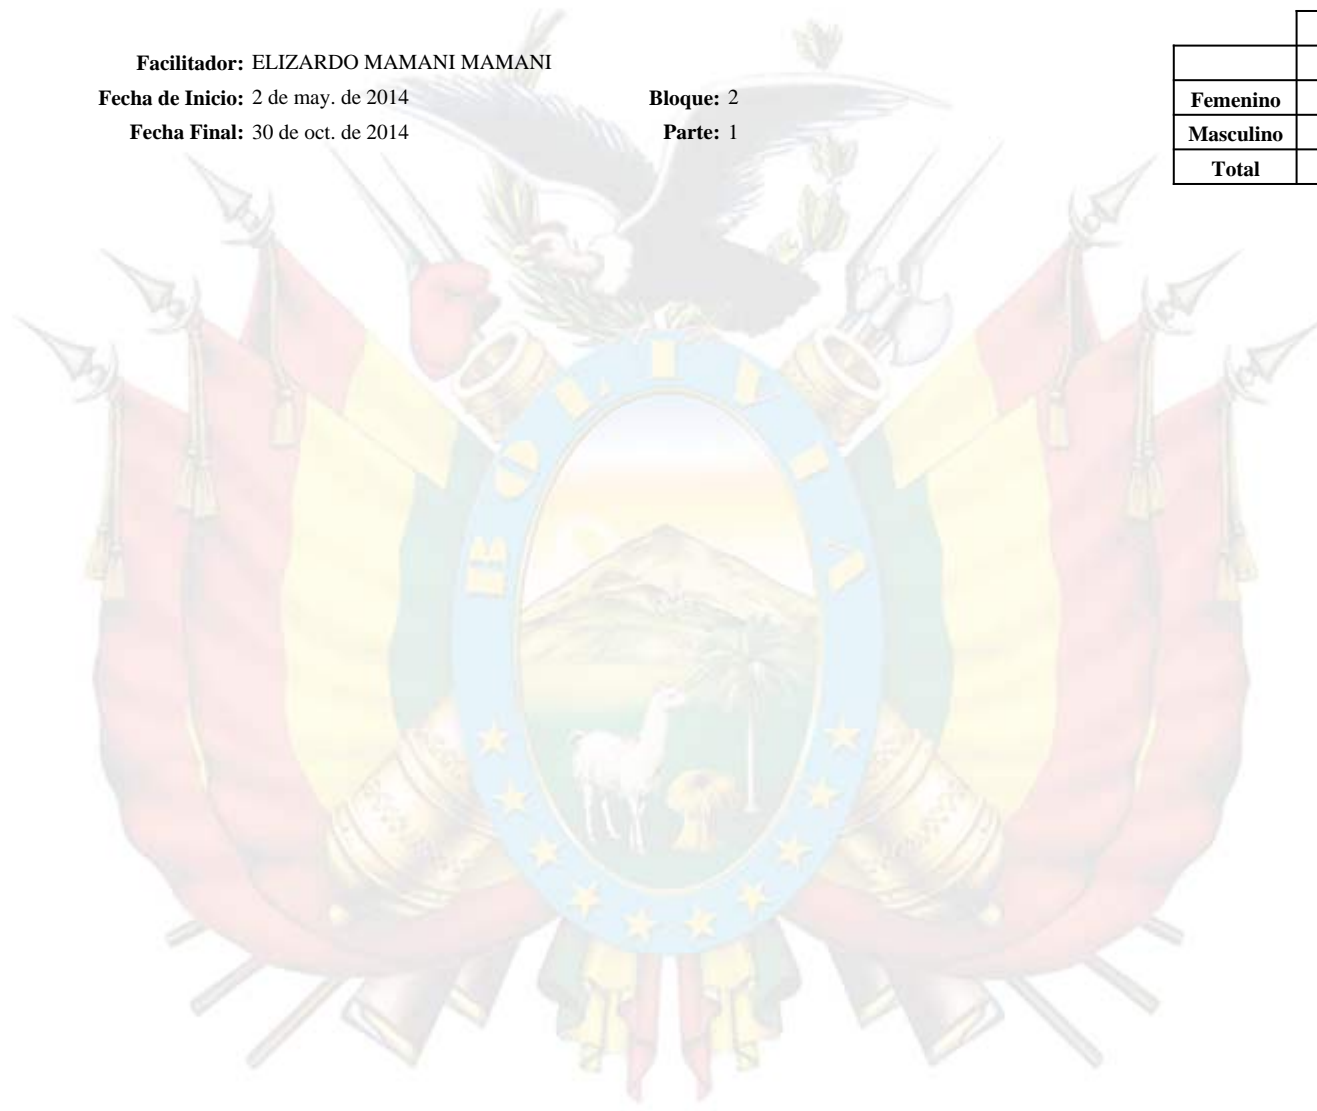 Facilitador: ELIZARDO MAMANI MAMANI
Fecha de Inicio: 2 de may. de 2014 Bloque: 2
Fecha Final: 30 de oct. de 2014 Parte: 1
Femenino
Masculino
Total
BOLIVIA